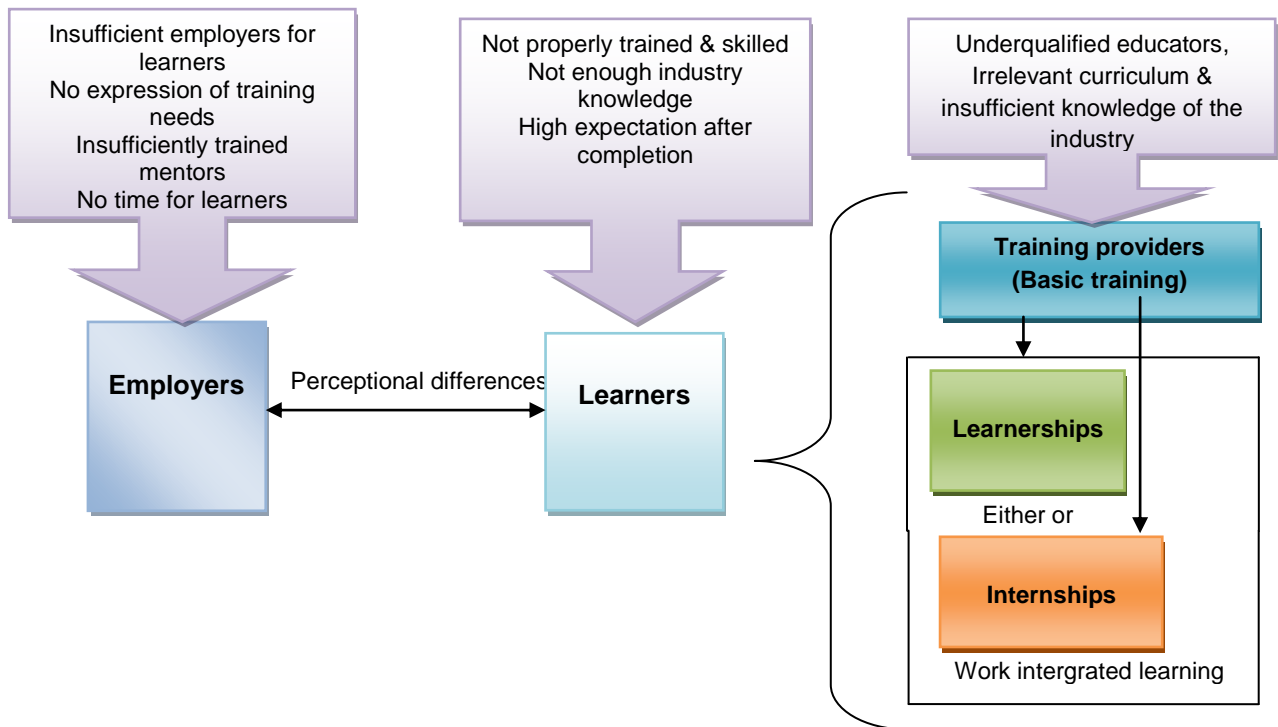 Insufficient employers for
learners
No expression of training
needs
Insufficiently trained
mentors
No time for learners
Not properly trained & skilled
Not enough industry
knowledge
High expectation after
completion
Underqualified educators,
Irrelevant curriculum &
insufficient knowledge of the
industry
Training providers
(Basic training)
Employers
Perceptional differences
Learners
Learnerships
Either or
Internships
Work intergrated learning